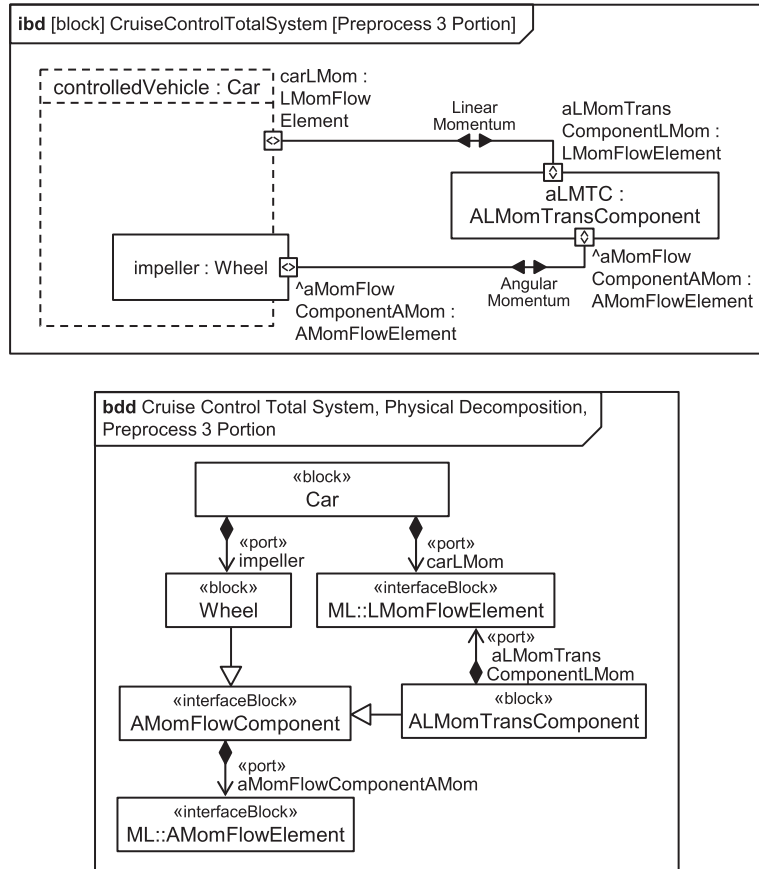 ibd [block] CruiseControlTotalSystem [Preprocess 3 Portion]
controlledVehicle : Car
carLMom :
LMomFlow
Element
Linear
Momentum
aLMomTrans
ComponentLMom :
LMomFlowElement
aLMTC :
ALMomTransComponent
impeller : Wheel
^aMomFlow
ComponentAMom :
AMomFlowElement
Angular
Momentum
^aMomFlow
ComponentAMom :
AMomFlowElement
bdd Cruise Control Total System, Physical Decomposition,
Preprocess 3 Portion
«block»
Car
«port»
impeller
«port»
carLMom
«block»
Wheel
«interfaceBlock»
ML::LMomFlowElement
«port»
aLMomTrans
ComponentLMom
«interfaceBlock»
AMomFlowComponent
«block»
ALMomTransComponent
«port»
aMomFlowComponentAMom
«interfaceBlock»
ML::AMomFlowElement